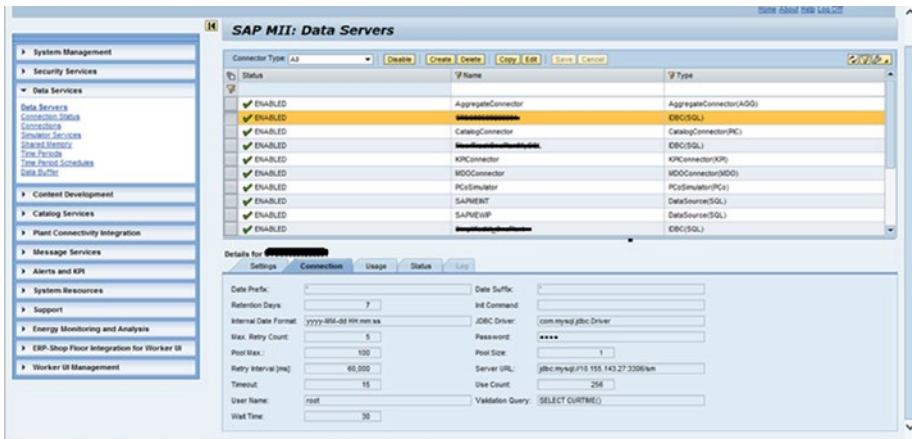 Home About Help Log Off
SAP MII: Data Servers
System Management
Security Services
Data Services
Data Servers
Connection Status
Connections
Simulator Services
Shared Memory
Time Periods
Time Period Schedules
Data Buffer
Content Development
Catalog Services
Plant Connectivity Integration
Message Services
Alerts and KPI
System Resources
Support
Energy Monitoring and Analysis
ERP-Shop Floor Integration for Worker UI
Worker UI Management
Connector Type: All Disable Create Delete Copy Edit Save Cancel
Status Name Type
ENABLED AggregateConnector AggregateConnector(AGG)
ENABLED IDBC(SQL)
ENABLED CatalogConnector CatalogConnector(PIC)
ENABLED IDBC(SQL)
ENABLED KPIConnector KPIConnector(KPI)
ENABLED MDOConnector MDOConnector(MDO)
ENABLED PCoSimulator PCoSimulator(PCo)
ENABLED SAPMEINT DataSource(SQL)
ENABLED SAPMEWIP DataSource(SQL)
ENABLED IDBC(SQL)
Details for
Settings Connection Usage Status Log
Date Prefix: ' Date Suffix: '
Retention Days: 7 Init Command:
Internal Date Format: yyyy-MM-dd HH:mm:ss JDBC Driver: com.mysql.jdbc.Driver
Max. Retry Count: 5 Password: ●●●●
Pool Max.: 100 Pool Size: 1
Retry Interval [ms]: 60,000 Server URL: jdbc:mysql://10.155.143.27:3306/sm
Timeout: 15 Use Count: 256
User Name: root Validation Query: SELECT CURTIME()
Wait Time: 30